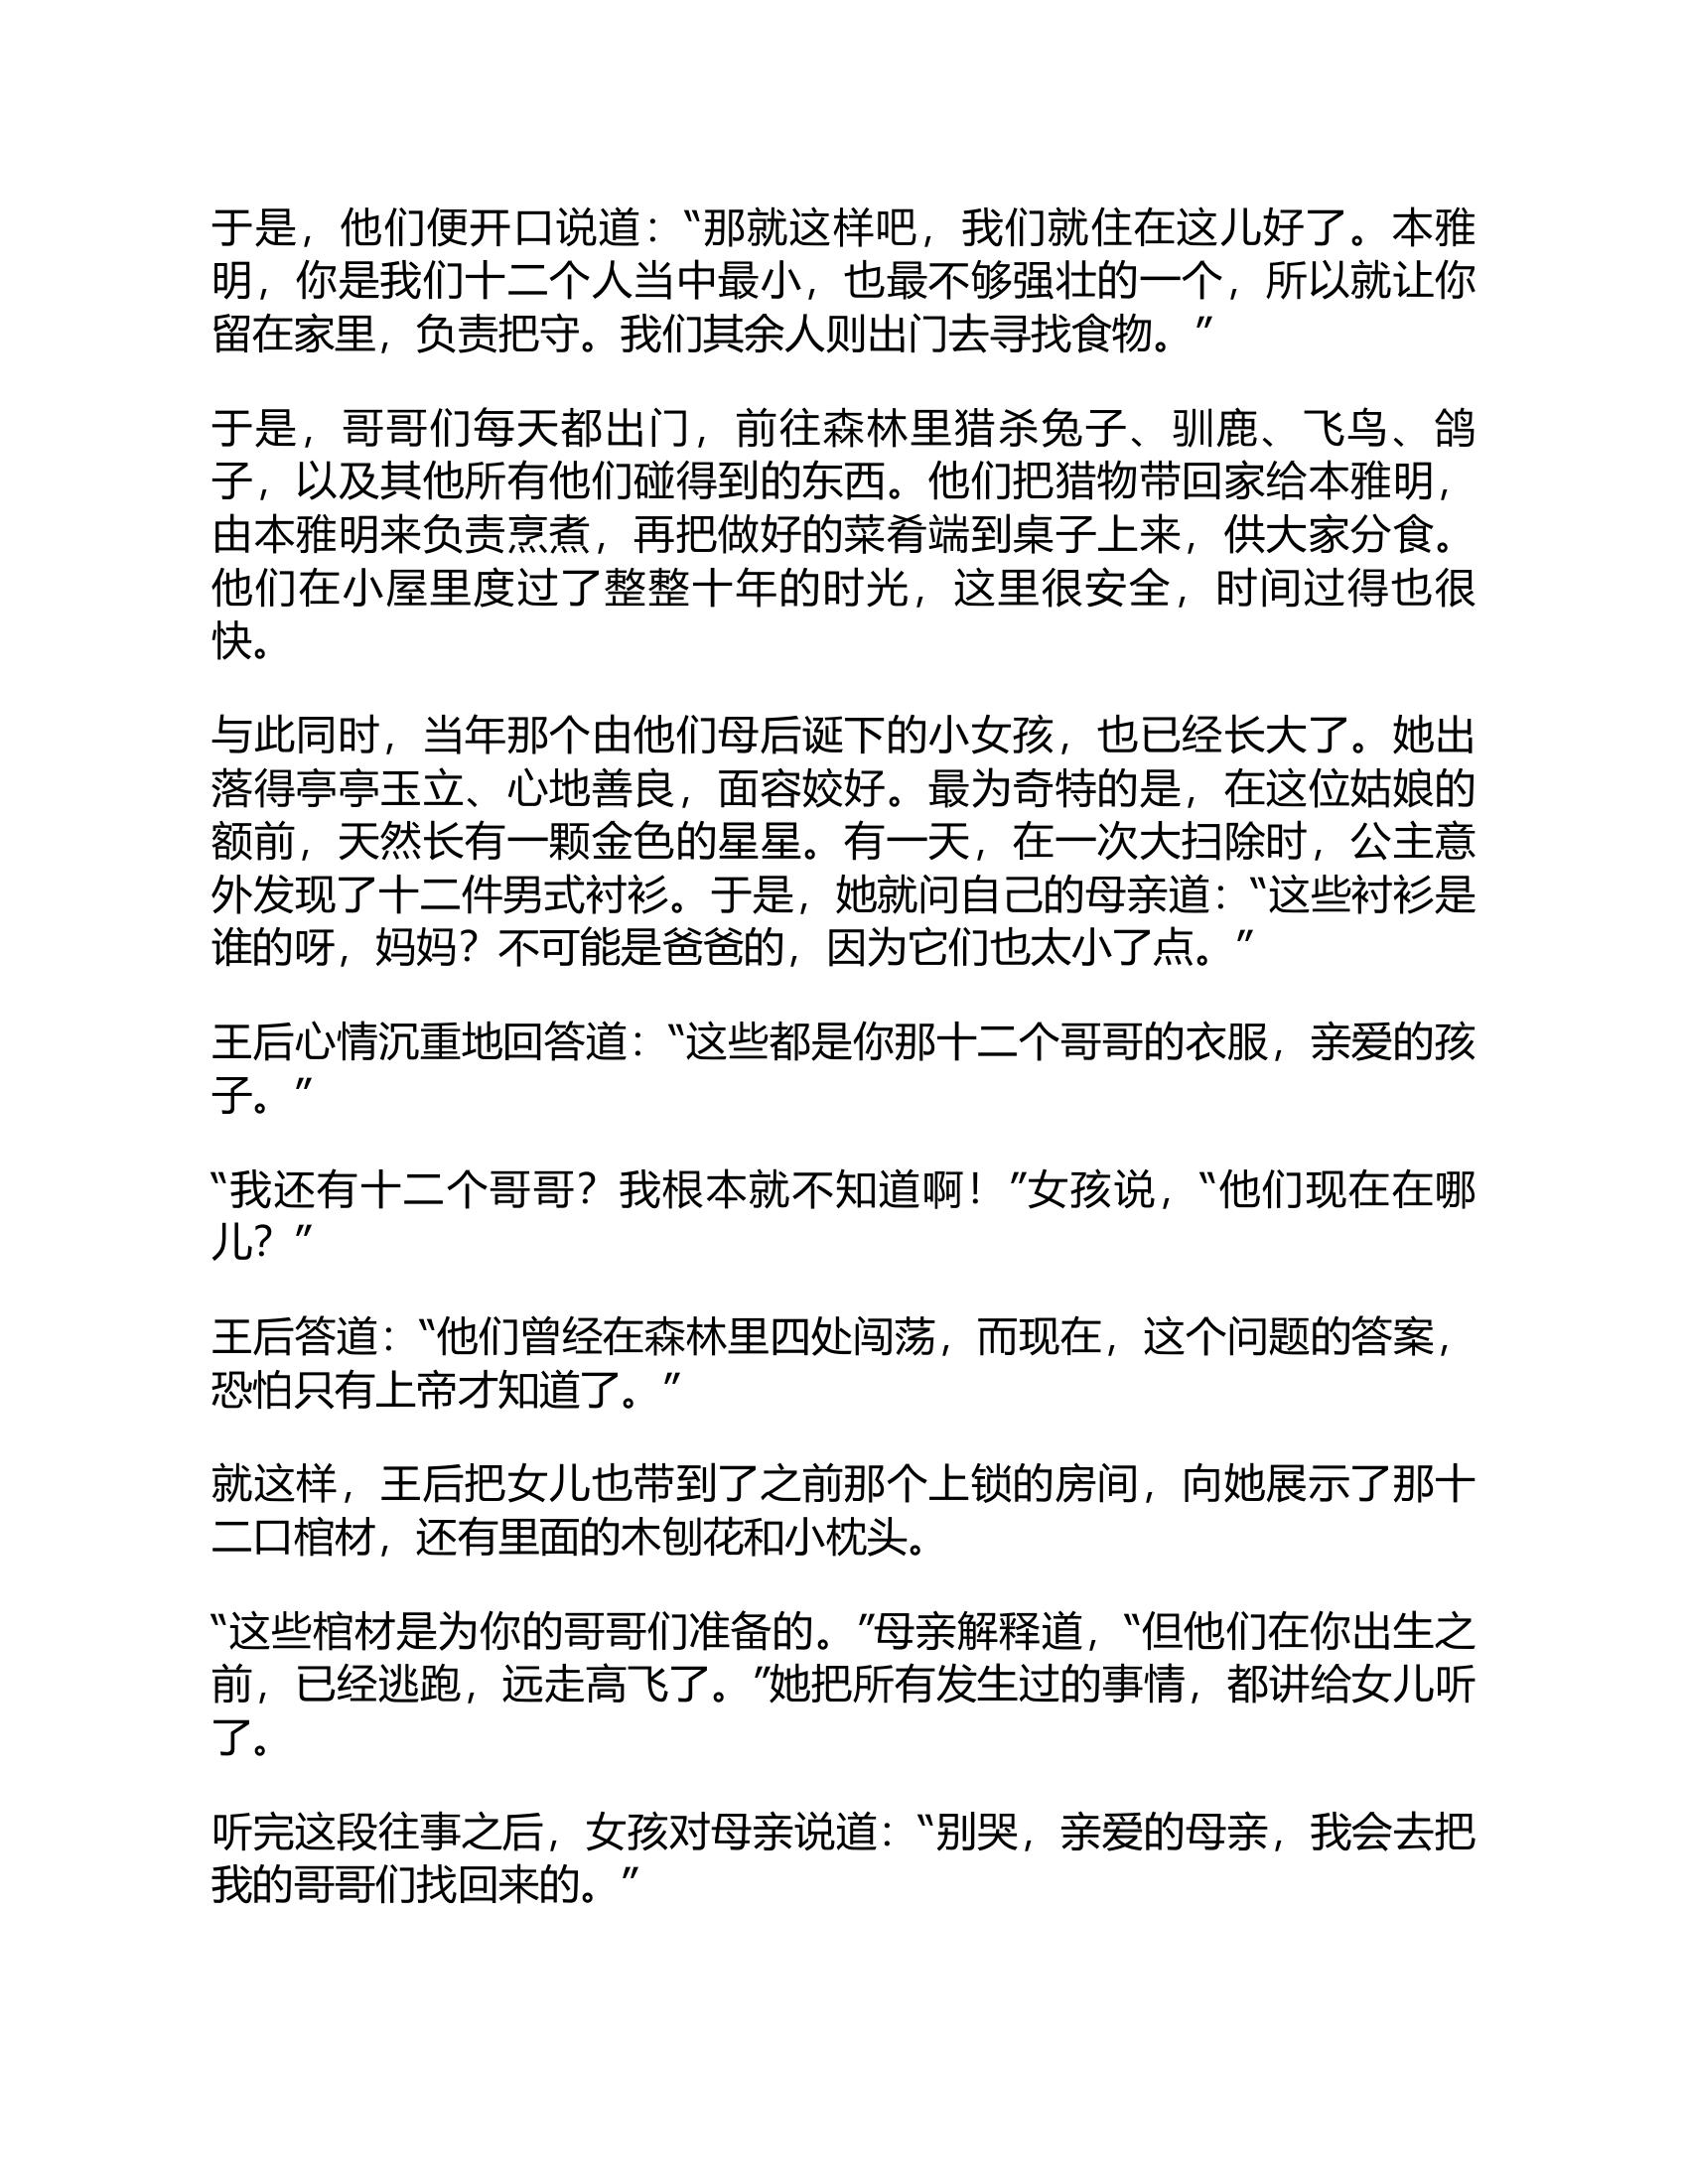 于是，他们便开口说道：“那就这样吧，我们就住在这儿好了。本雅
明，你是我们十二个人当中最小，也最不够强壮的一个，所以就让你
留在家里，负责把守。我们其余人则出门去寻找食物。”
于是，哥哥们每天都出门，前往森林里猎杀兔子、驯鹿、飞鸟、鸽
子，以及其他所有他们碰得到的东西。他们把猎物带回家给本雅明，
由本雅明来负责烹煮，再把做好的菜肴端到桌子上来，供大家分食。
他们在小屋里度过了整整十年的时光，这里很安全，时间过得也很
快。
与此同时，当年那个由他们母后诞下的小女孩，也已经长大了。她出
落得亭亭玉立、心地善良，面容姣好。最为奇特的是，在这位姑娘的
额前，天然长有一颗金色的星星。有一天，在一次大扫除时，公主意
外发现了十二件男式衬衫。于是，她就问自己的母亲道：“这些衬衫是
谁的呀，妈妈？不可能是爸爸的，因为它们也太小了点。”
王后心情沉重地回答道：“这些都是你那十二个哥哥的衣服，亲爱的孩
子。”
“我还有十二个哥哥？我根本就不知道啊！”女孩说，“他们现在在哪
儿？”
王后答道：“他们曾经在森林里四处闯荡，而现在，这个问题的答案，
恐怕只有上帝才知道了。”
就这样，王后把女儿也带到了之前那个上锁的房间，向她展示了那十
二口棺材，还有里面的木刨花和小枕头。
“这些棺材是为你的哥哥们准备的。”母亲解释道，“但他们在你出生之
前，已经逃跑，远走高飞了。”她把所有发生过的事情，都讲给女儿听
了。
听完这段往事之后，女孩对母亲说道：“别哭，亲爱的母亲，我会去把
我的哥哥们找回来的。”